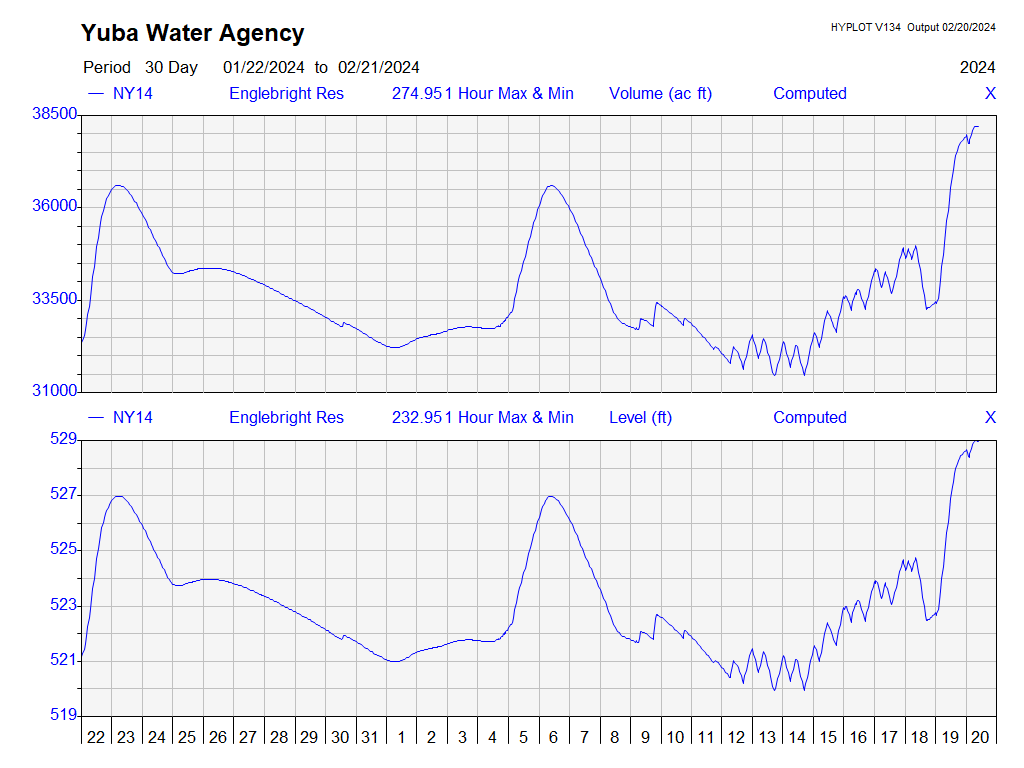 Yuba Water Agency
HYPLOT V134 Output 02/20/2024
Period 30 Day 01/22/2024 to 02/21/2024
2024
NY14 Englebright Res 274.951 Hour Max & Min Volume (ac ft) Computed X
38500
36000
33500
31000
NY14 Englebright Res 232.951 Hour Max & Min Level (ft) Computed X
529
527
525
523
521
519
22 23 24 25 26 27 28 29 30 31 1 2 3 4 5 6 7 8 9 10 11 12 13 14 15 16 17 18 19 20